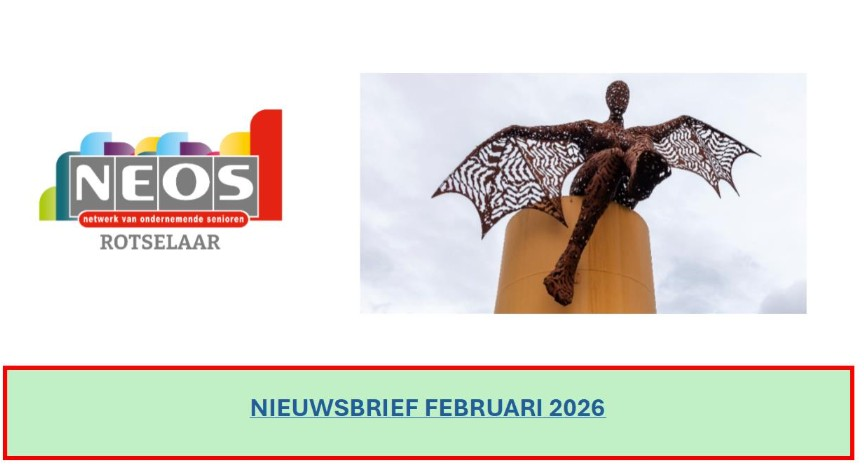 NEOS
netwerk van ondernemende senioren
ROTSELAAR
NIEUWSBRIEF FEBRUARI 2026